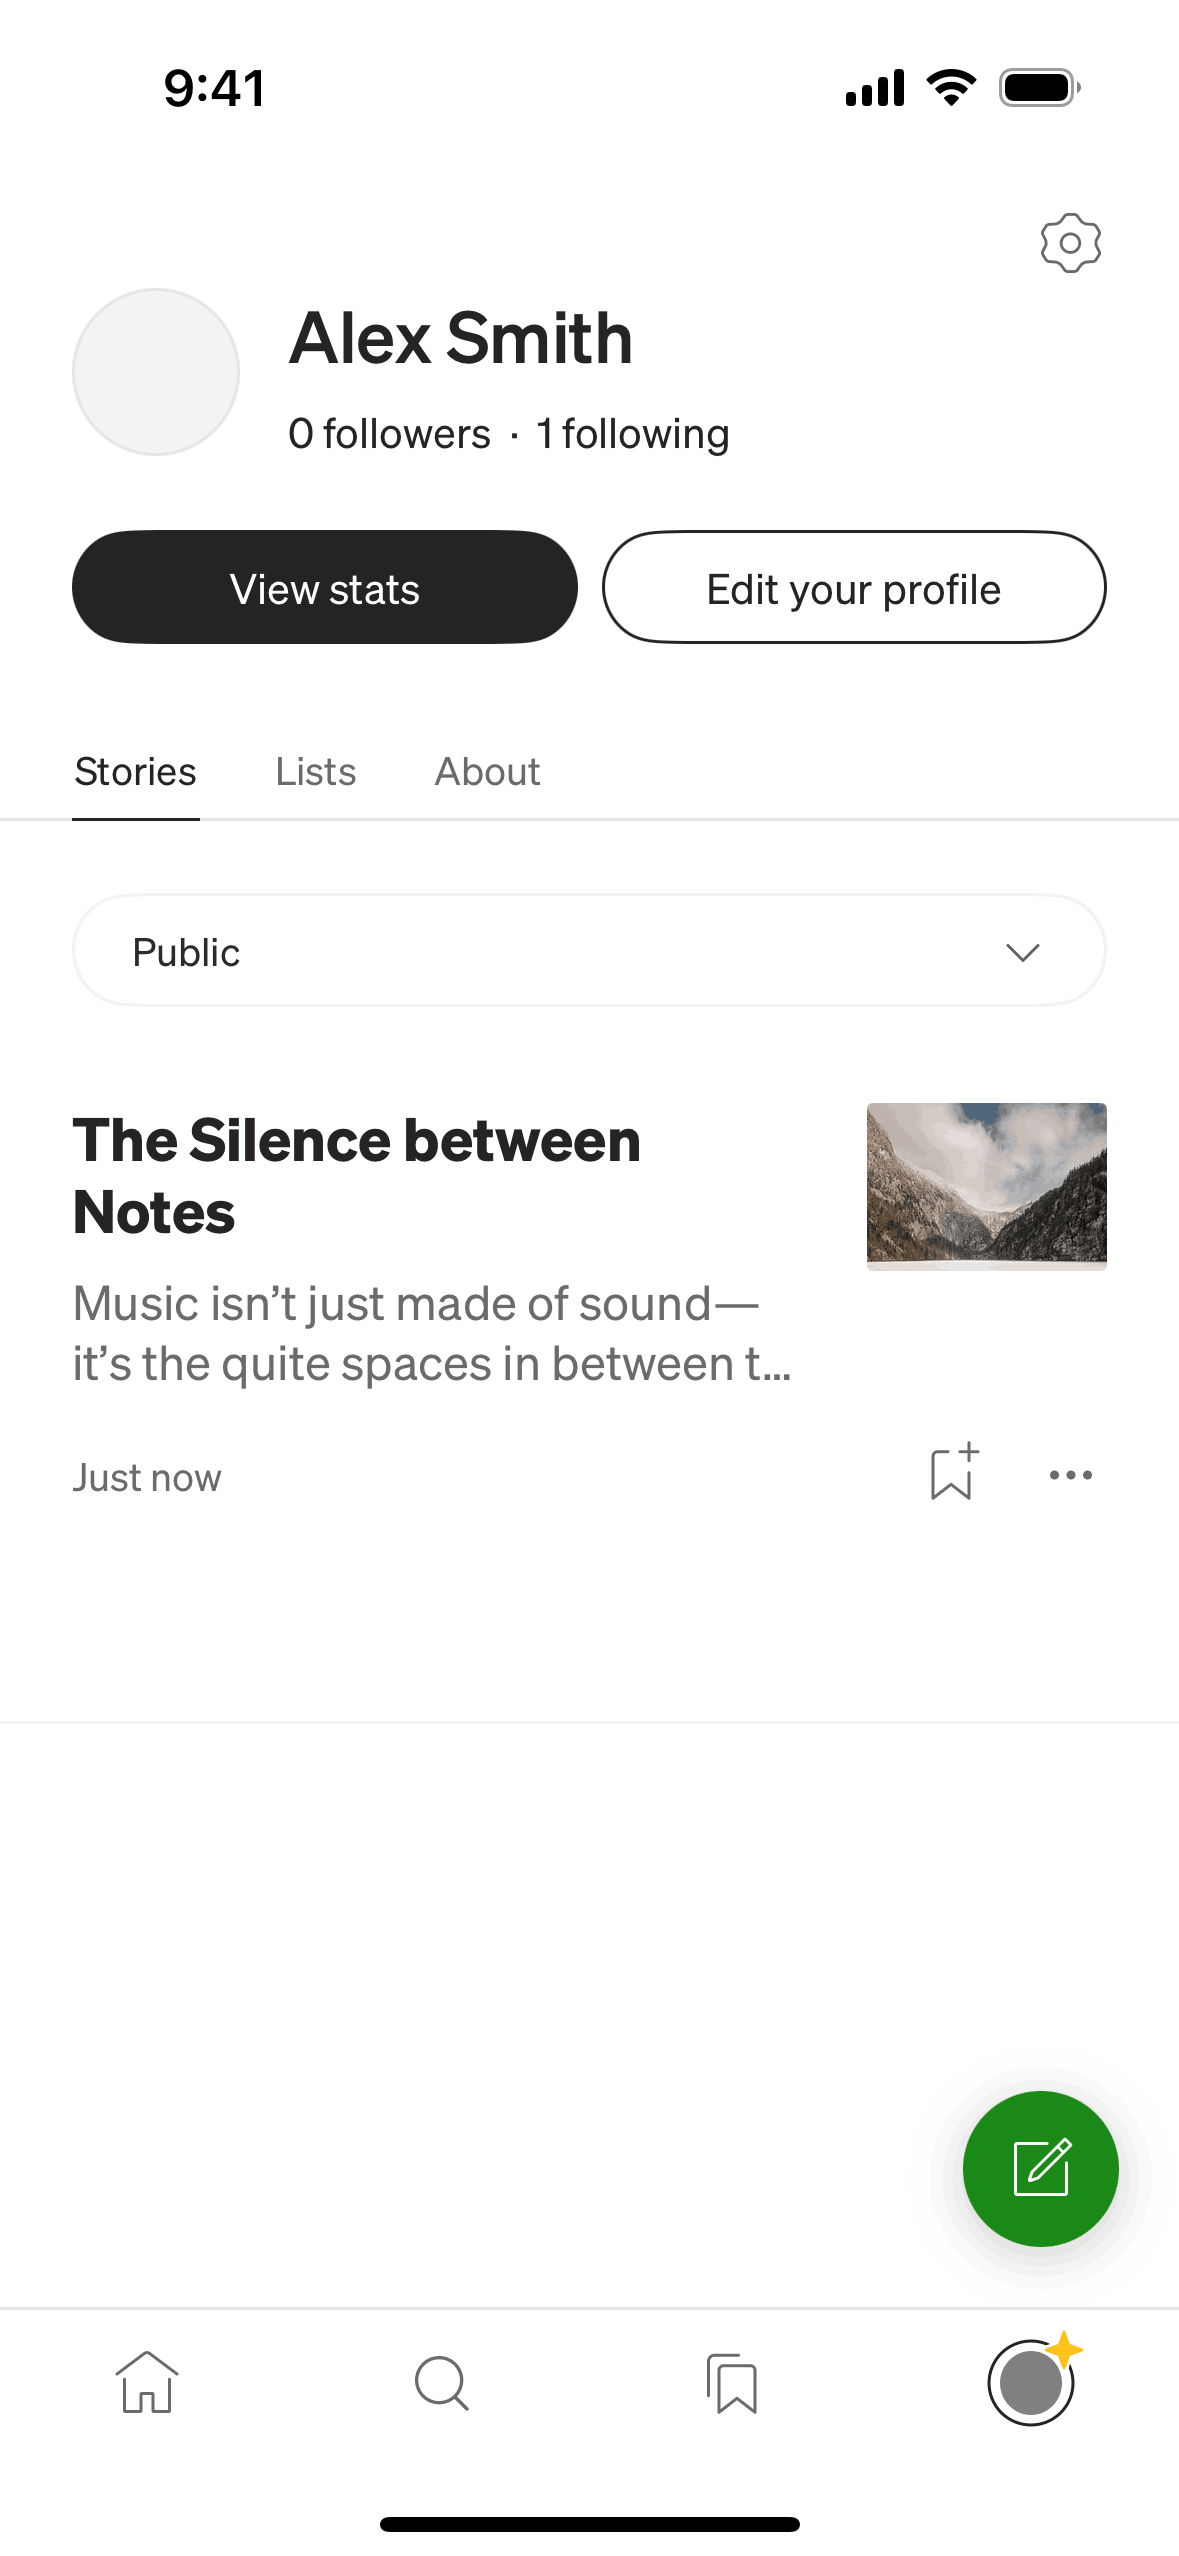 9:41
Alex Smith
0 followers · 1 following
View stats
Edit your profile
Stories
Lists
About
Public
The Silence between
Notes
Music isn’t just made of sound—
it’s the quite spaces in between t...
Just now